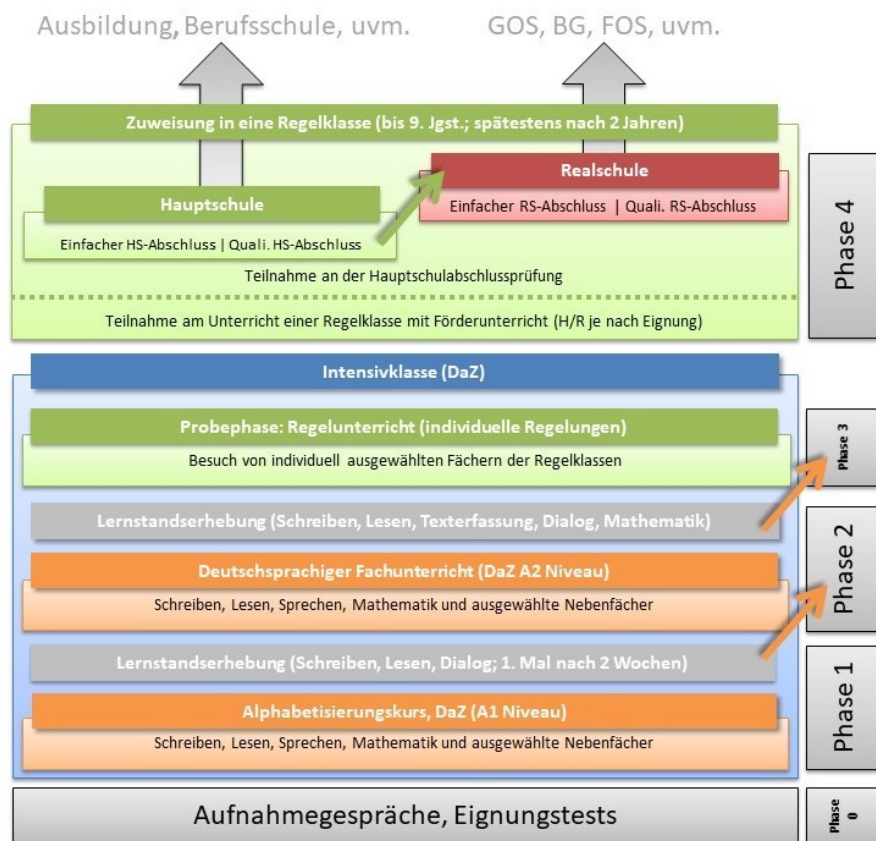 Ausbildung, Berufsschule, uvm.
GOS, BG, FOS, uvm.
Zuweisung in eine Regelklasse (bis 9. Jgst.; spätestens nach 2 Jahren)
Realschule
Einfacher RS-Abschluss | Quali. RS-Abschluss
Hauptschule
Einfacher HS-Abschluss | Quali. HS-Abschluss
Teilnahme an der Hauptschulabschlussprüfung
Teilnahme am Unterricht einer Regelklasse mit Förderunterricht (H/R je nach Eignung)
Phase 4
Intensivklasse (DaZ)
Probephase: Regelunterricht (individuelle Regelungen)
Besuch von individuell ausgewählten Fächern der Regelklassen
Phase 3
Lernstandserhebung (Schreiben, Lesen, Texterfassung, Dialog, Mathematik)
Deutschsprachiger Fachunterricht (DaZ A2 Niveau)
Schreiben, Lesen, Sprechen, Mathematik und ausgewählte Nebenfächer
Phase 2
Lernstandserhebung (Schreiben, Lesen, Dialog; 1. Mal nach 2 Wochen)
Alphabetisierungskurs, DaZ (A1 Niveau)
Schreiben, Lesen, Sprechen, Mathematik und ausgewählte Nebenfächer
Phase 1
Aufnahmegespräche, Eignungstests
Phase
0